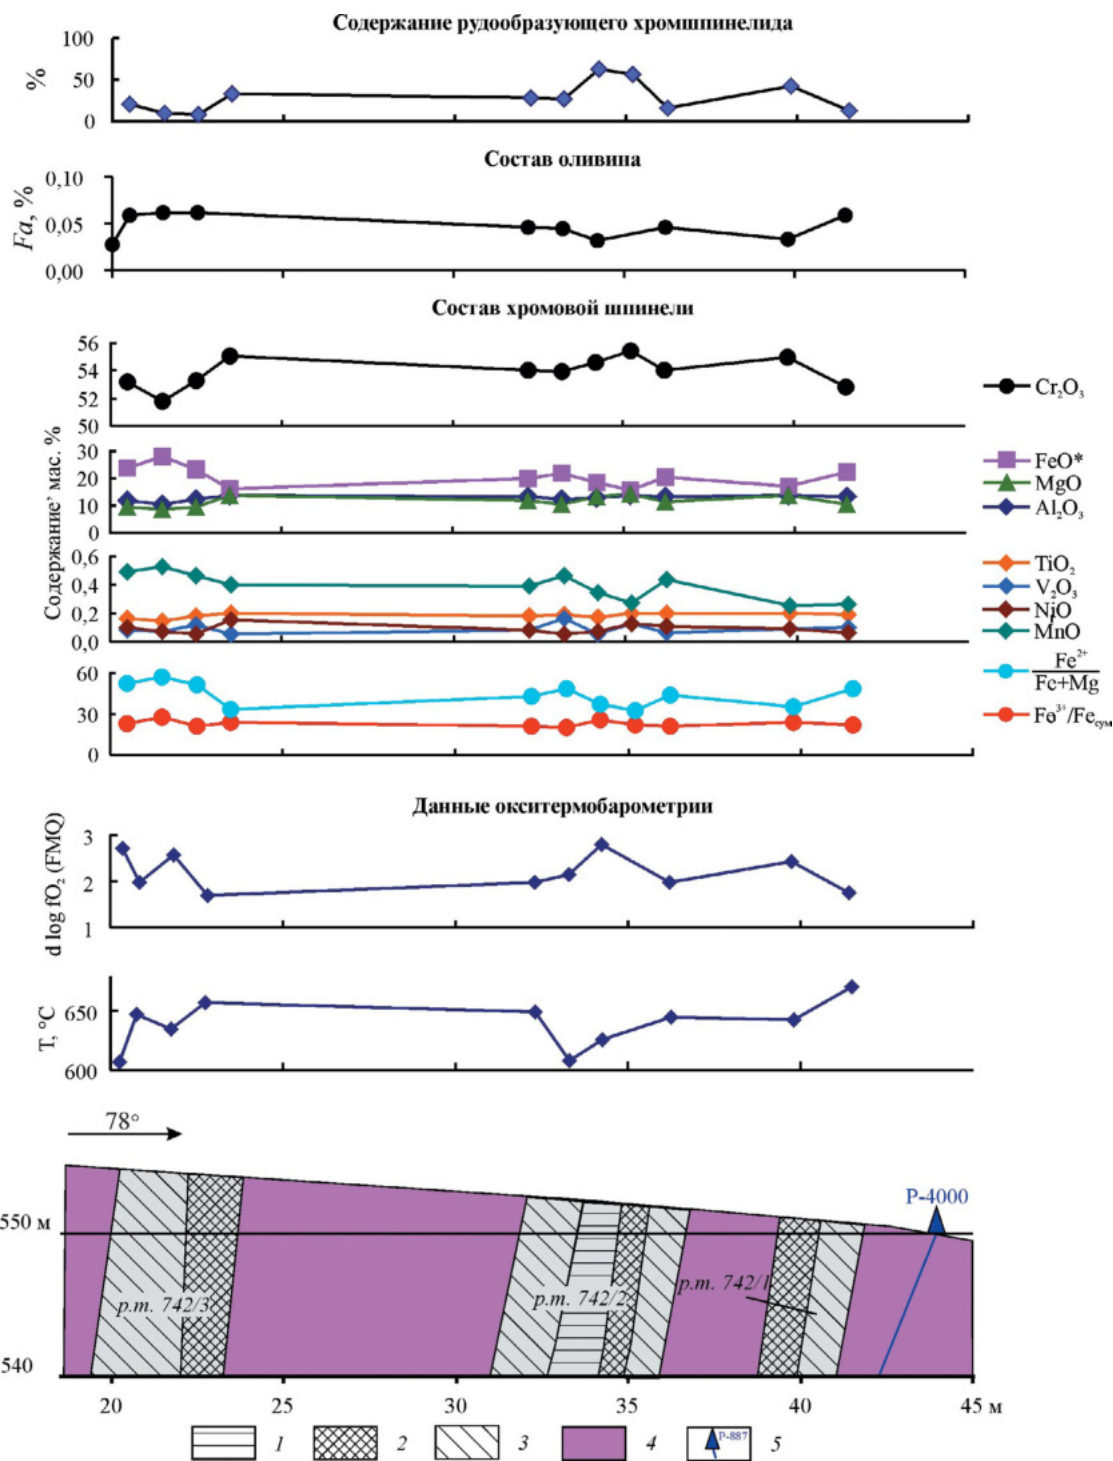 Содержание рудообразующего хромшпинелида
%
100
50
0
Состав оливина
Fa, %
0,10
0,05
0,00
Состав хромовой шпинели
Содержание' мас. %
56
54
52
50
Cr₂O₃
30
20
10
0
FeO*
MgO
Al₂O₃
0,6
0,4
0,2
0,0
TiO₂
V₂O₃
NiO
MnO
60
30
0
Fe²⁺
Fe+Mg
Fe³⁺/Feсум
Данные окситермобарометрии
d log fO₂ (FMQ)
3
2
1
T, °C
650
600
78°
P-4000
550 м
р.т. 742/3
р.т. 742/2
р.т. 742/1
540
20 25 30 35 40 45 м
1 2 3 4 P-887 5